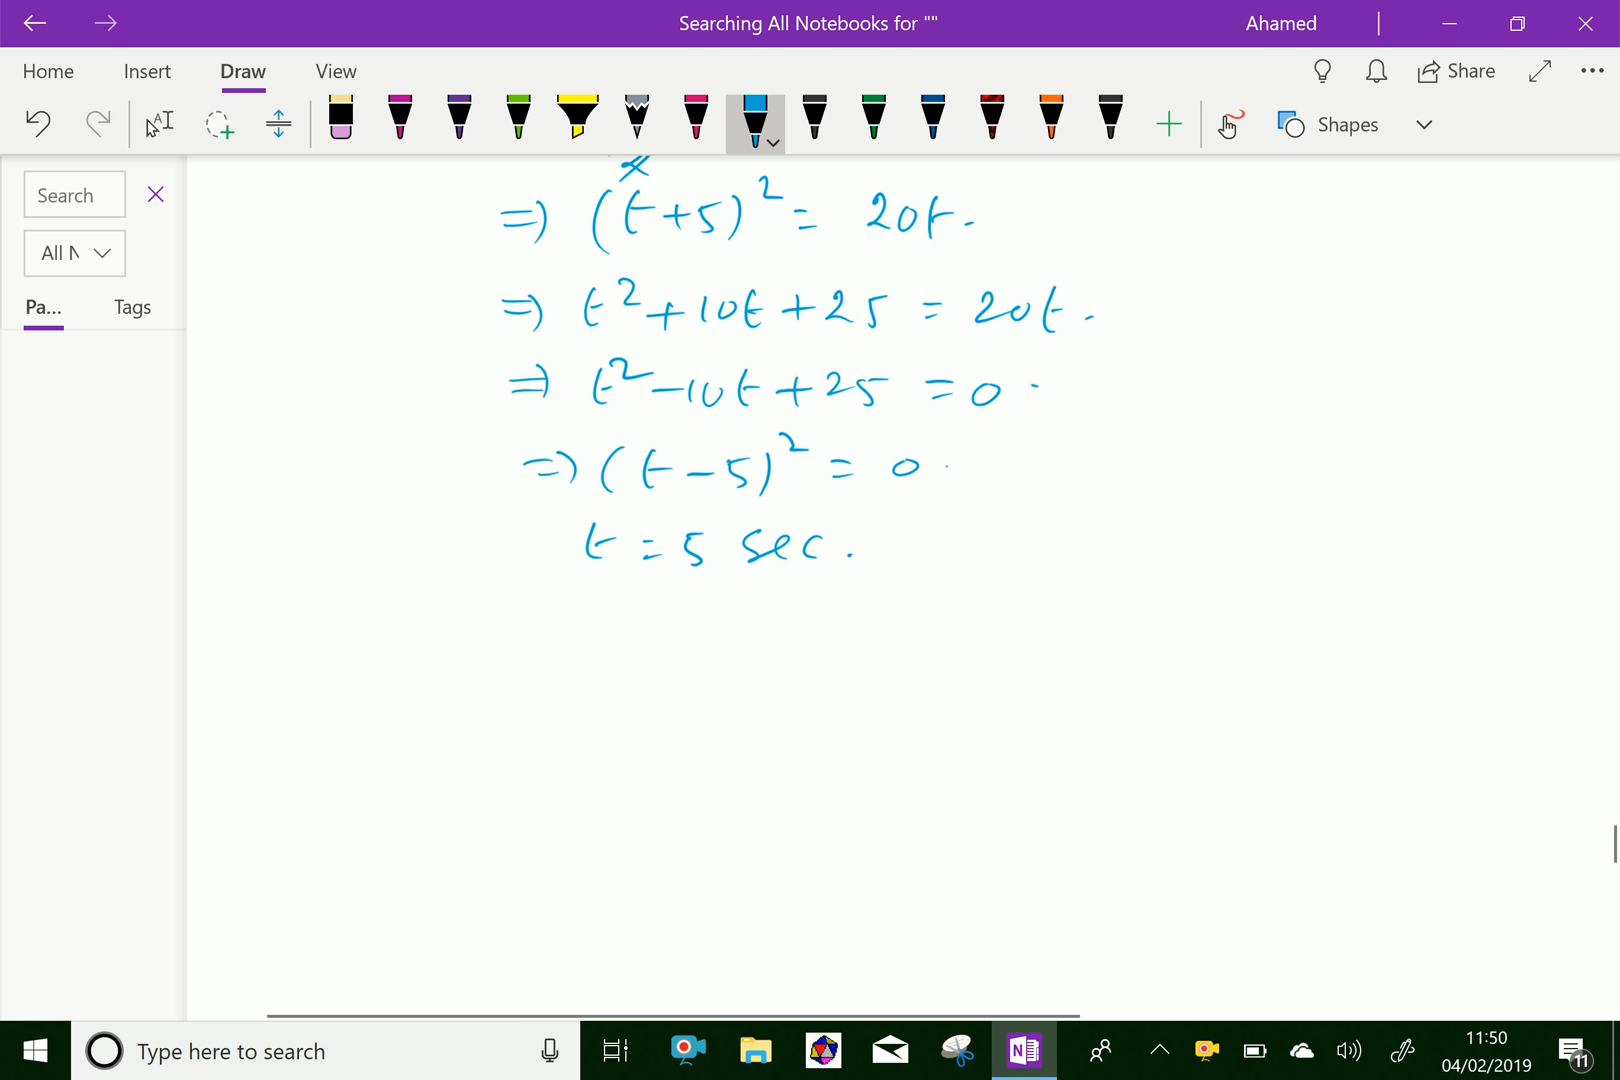 Searching All Notebooks for ""
Ahamed
Home Insert Draw View
Share
Shapes
Search
All N
Pa... Tags
⇒ (t+5)² = 20t.
⇒ t²+10t+25 = 20t.
⇒ t²-10t+25 = 0.
⇒ (t-5)² = 0.
t = 5 sec.
Type here to search
11:50
04/02/2019
11